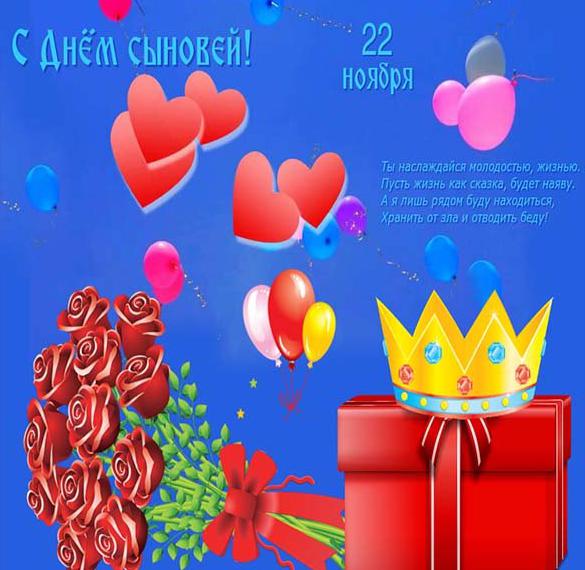 С Днём сыновей!
22
ноября
Ты наслаждайся молодостью, жизнью.
Пусть жизнь как сказка, будет наяву.
А я лишь рядом буду находиться,
Хранить от зла и отводить беду!